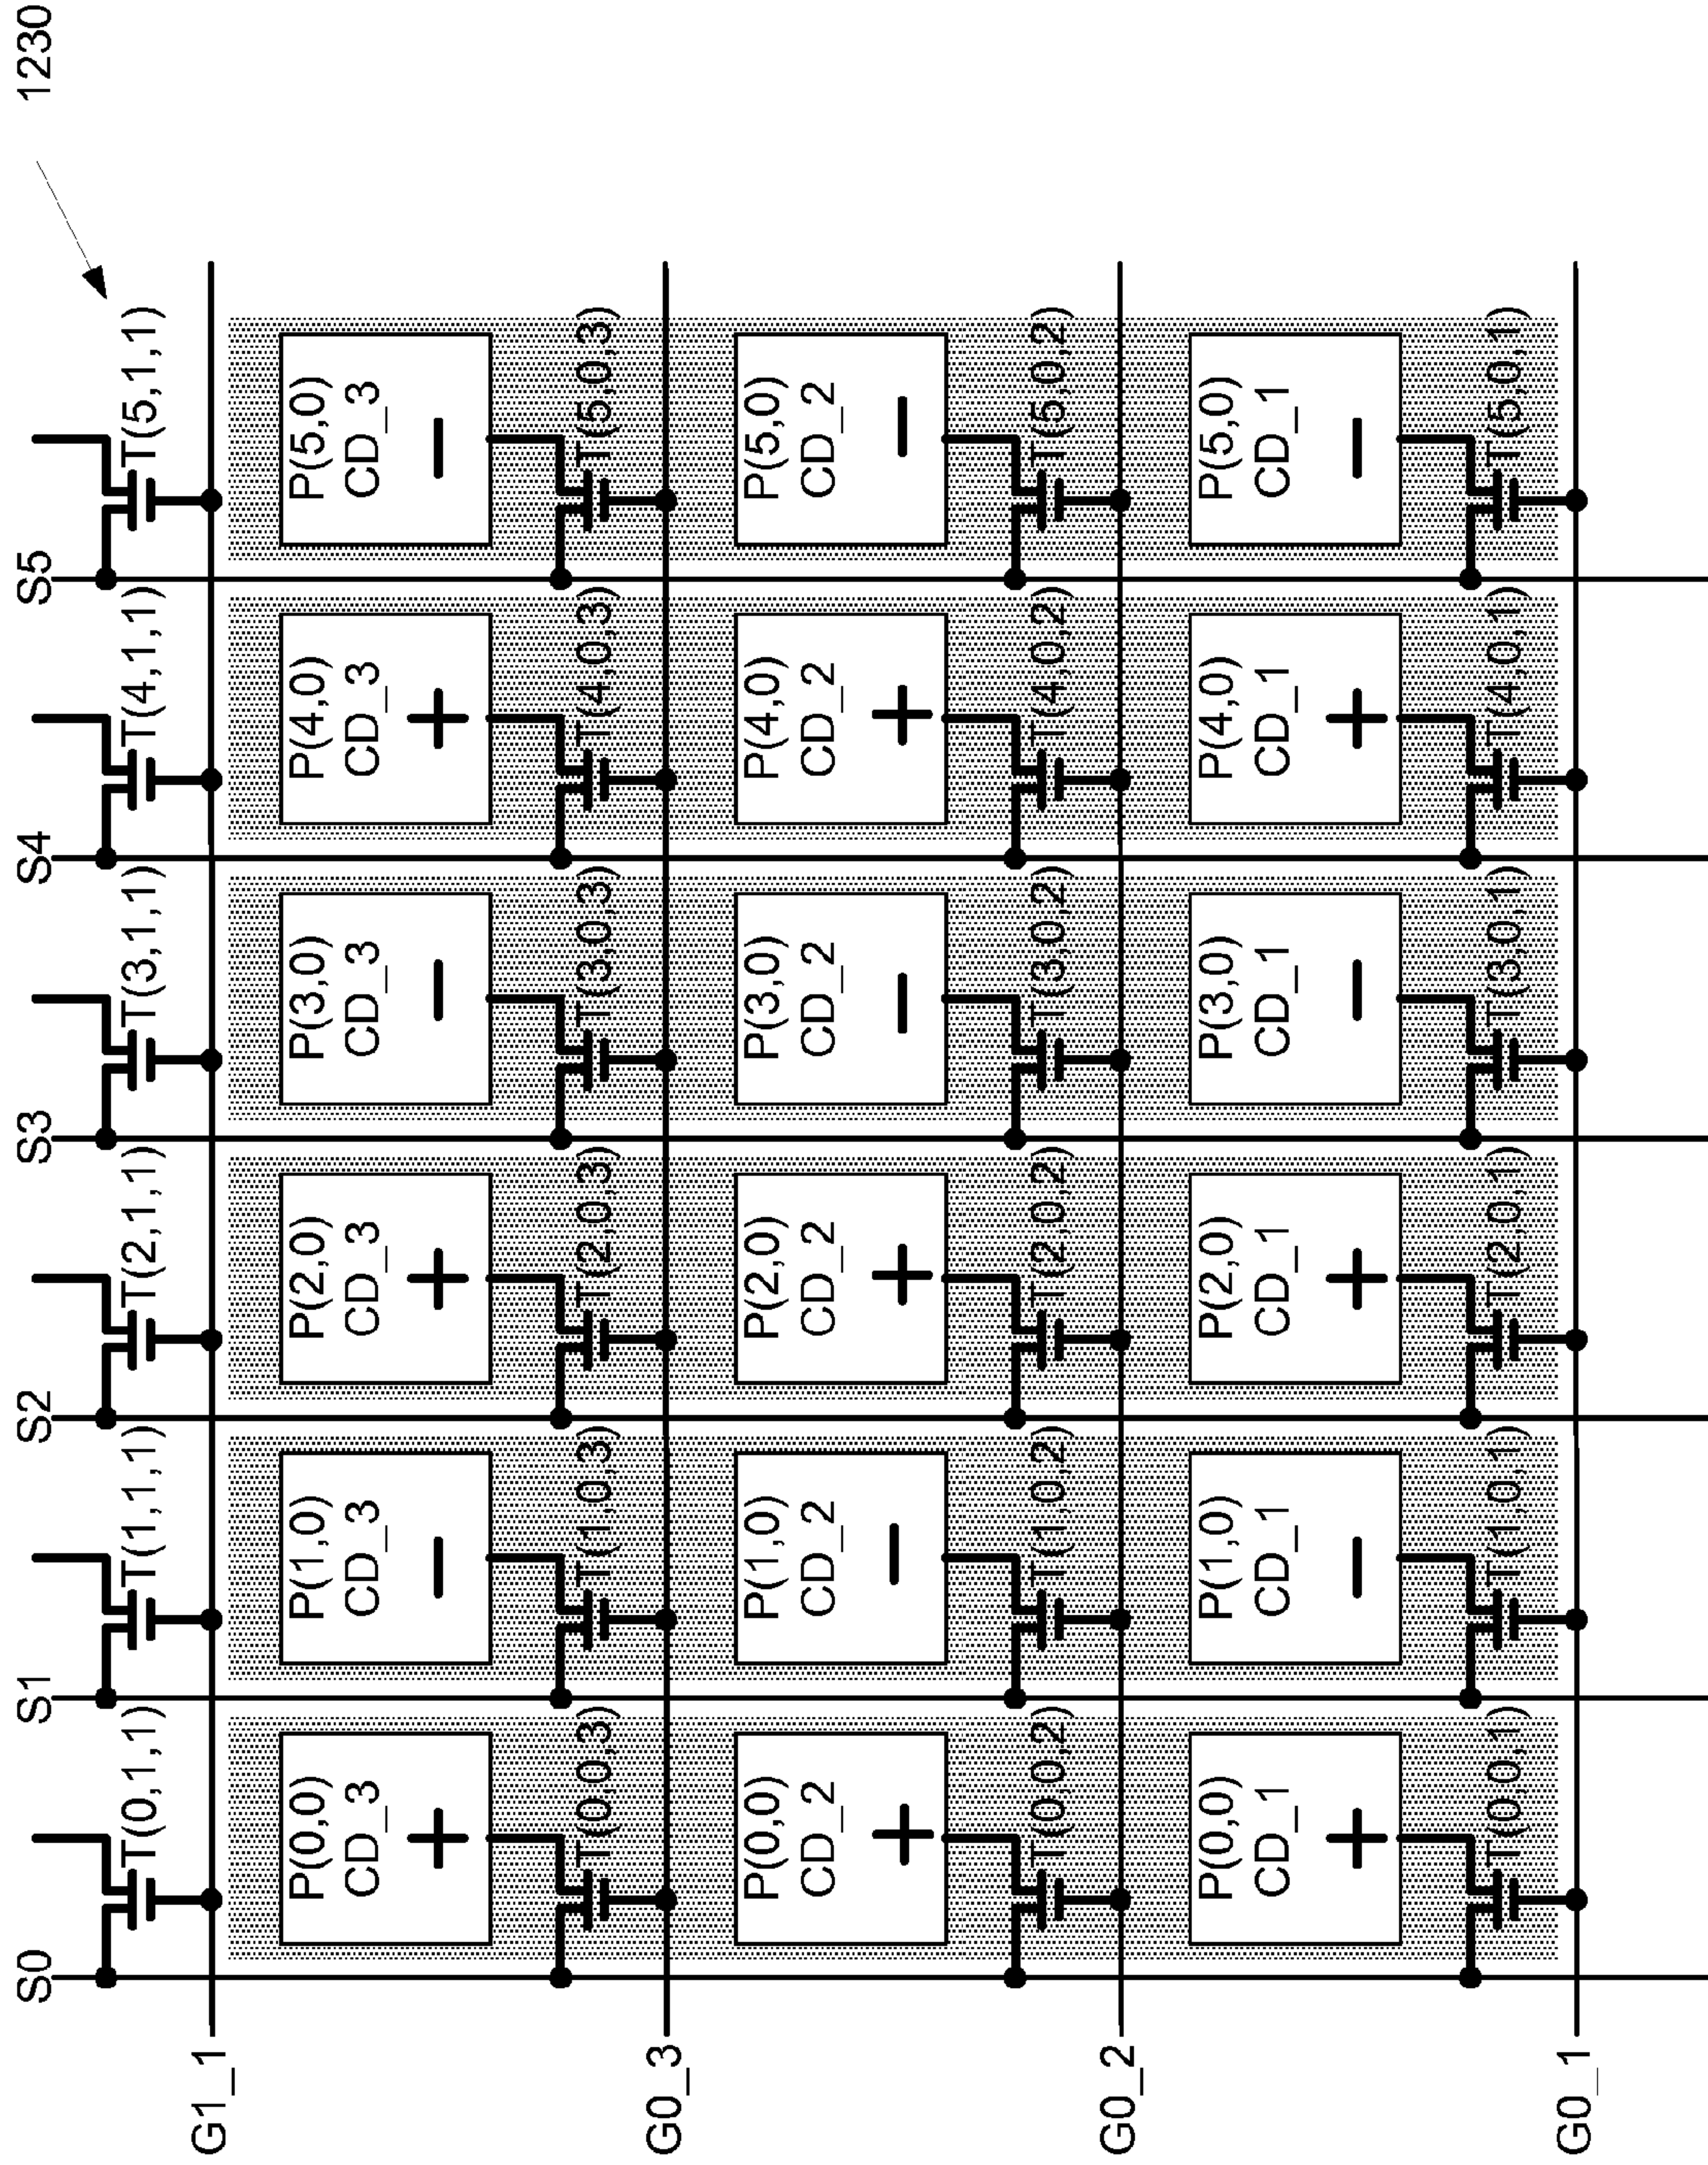 S0 S1 S2 S3 S4 S5 1230
T(0,1,1) T(1,1,1) T(2,1,1) T(3,1,1) T(4,1,1) T(5,1,1)
G1_1
P(0,0) P(1,0) P(2,0) P(3,0) P(4,0) P(5,0)
CD_3 CD_3 CD_3 CD_3 CD_3 CD_3
+ − + − + −
T(0,0,3) T(1,0,3) T(2,0,3) T(3,0,3) T(4,0,3) T(5,0,3)
G0_3
P(0,0) P(1,0) P(2,0) P(3,0) P(4,0) P(5,0)
CD_2 CD_2 CD_2 CD_2 CD_2 CD_2
+ − + − + −
T(0,0,2) T(1,0,2) T(2,0,2) T(3,0,2) T(4,0,2) T(5,0,2)
G0_2
P(0,0) P(1,0) P(2,0) P(3,0) P(4,0) P(5,0)
CD_1 CD_1 CD_1 CD_1 CD_1 CD_1
+ − + − + −
T(0,0,1) T(1,0,1) T(2,0,1) T(3,0,1) T(4,0,1) T(5,0,1)
G0_1